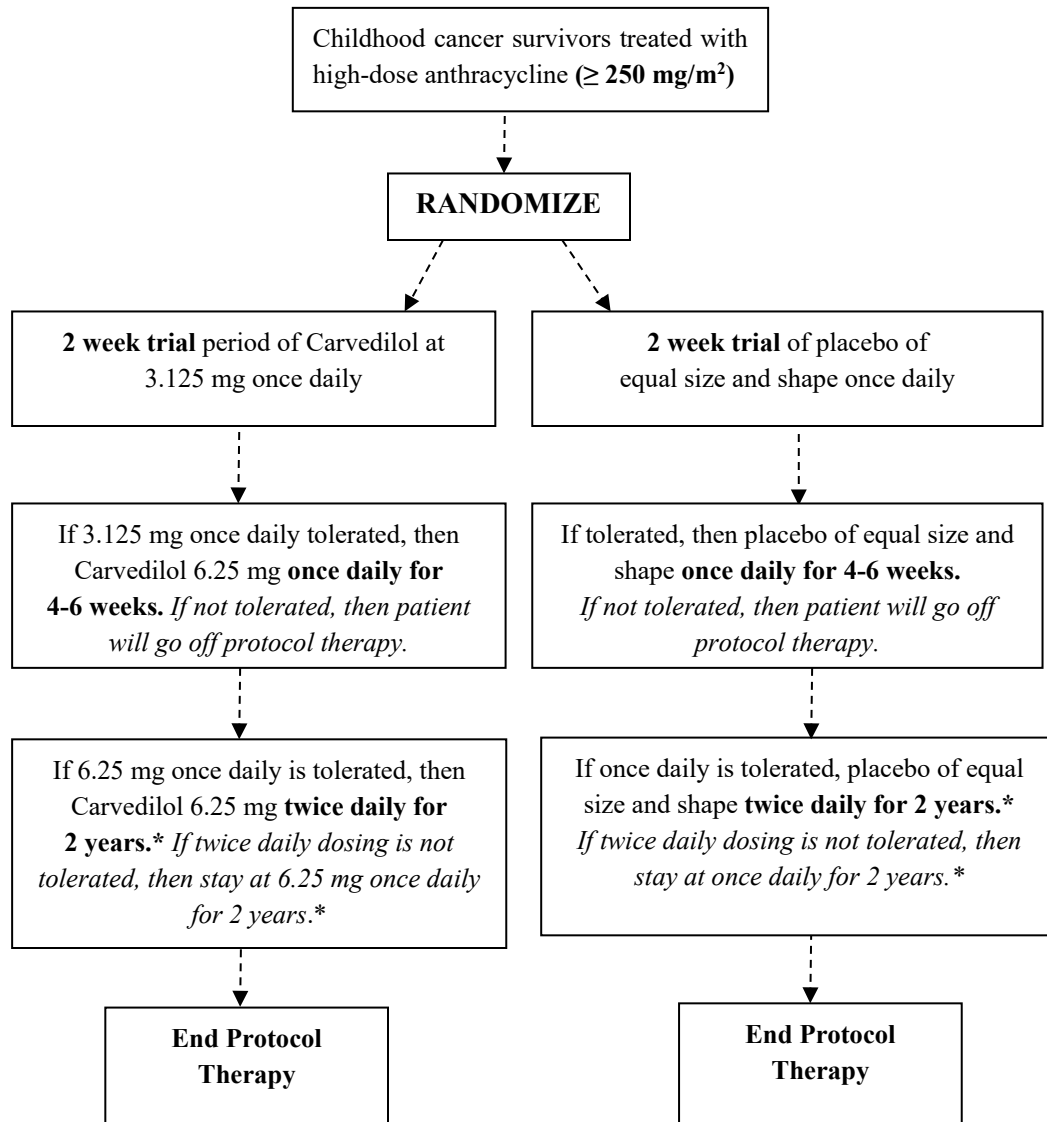 Childhood cancer survivors treated with
high-dose anthracycline (≥ 250 mg/m²)
RANDOMIZE
2 week trial period of Carvedilol at
3.125 mg once daily
2 week trial of placebo of
equal size and shape once daily
If 3.125 mg once daily tolerated, then
Carvedilol 6.25 mg once daily for
4-6 weeks. If not tolerated, then patient
will go off protocol therapy.
If tolerated, then placebo of equal size and
shape once daily for 4-6 weeks.
If not tolerated, then patient will go off
protocol therapy.
If 6.25 mg once daily is tolerated, then
Carvedilol 6.25 mg twice daily for
2 years.* If twice daily dosing is not
tolerated, then stay at 6.25 mg once daily
for 2 years.*
If once daily is tolerated, placebo of equal
size and shape twice daily for 2 years.*
If twice daily dosing is not tolerated, then
stay at once daily for 2 years.*
End Protocol
Therapy
End Protocol
Therapy